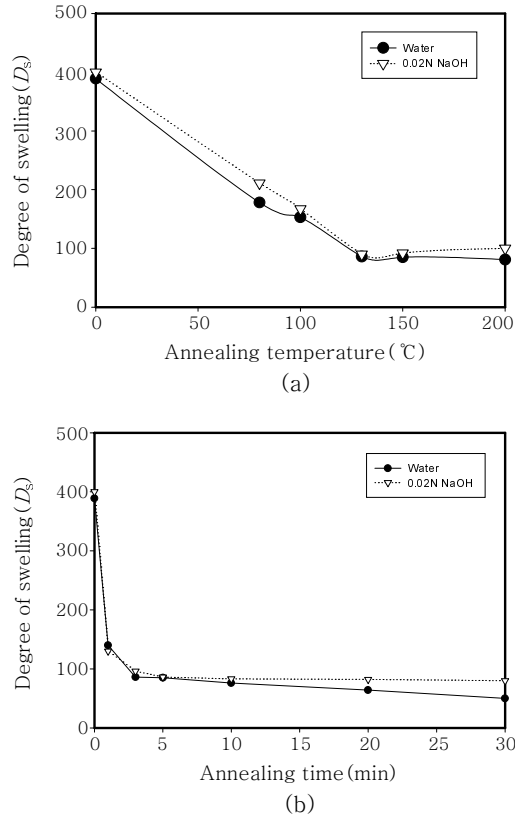 500
400
300
200
100
0
Degree of swelling (Ds)
Water
0.02N NaOH
0 50 100 150 200
Annealing temperature (℃)
(a)
500
400
300
200
100
0
Degree of swelling (Ds)
Water
0.02N NaOH
0 5 10 15 20 25 30
Annealing time (min)
(b)